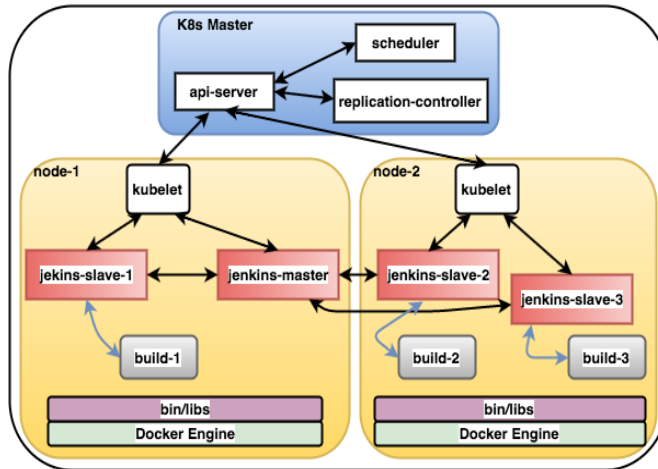 K8s Master
scheduler
api-server
replication-controller
node-1
kubelet
node-2
kubelet
jekins-slave-1
jenkins-master
jenkins-slave-2
jenkins-slave-3
build-1
build-2
build-3
bin/libs
Docker Engine
bin/libs
Docker Engine